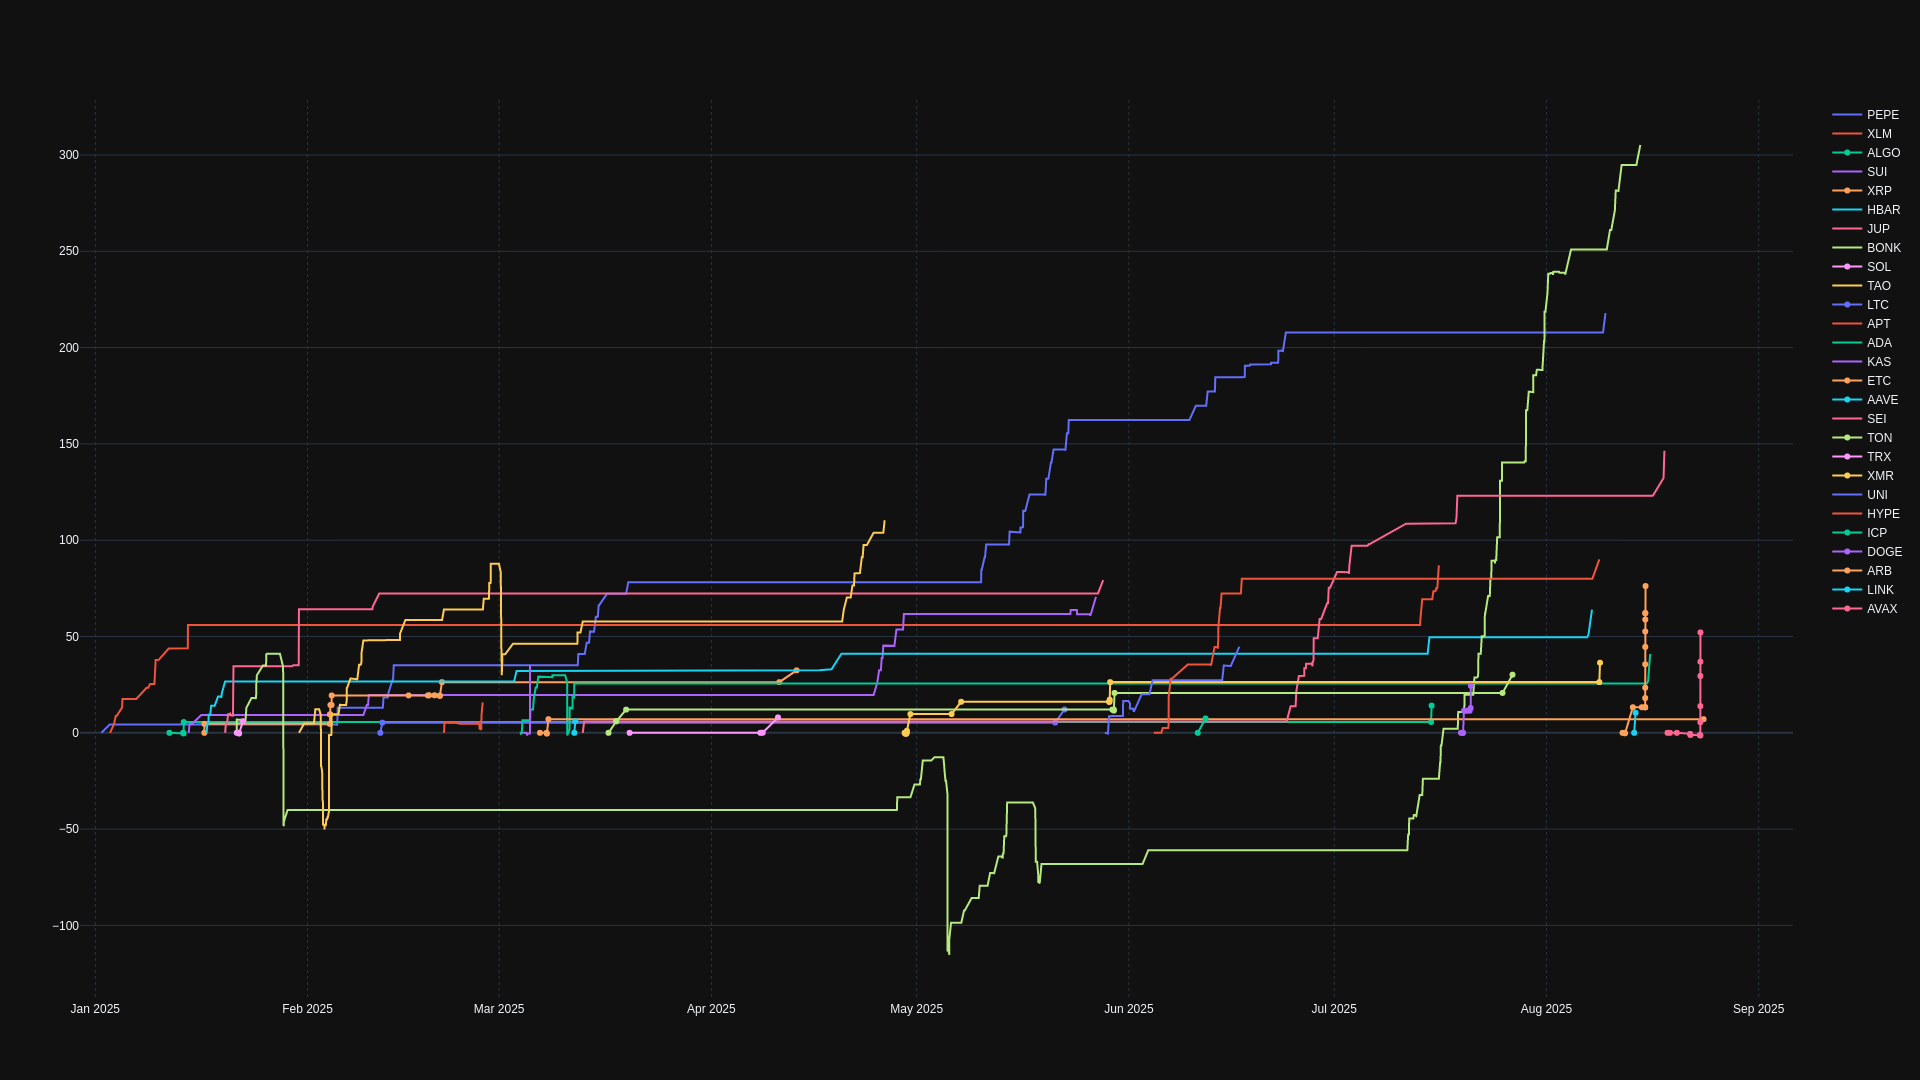 300
250
200
150
100
50
0
−50
−100
Jan 2025
Feb 2025
Mar 2025
Apr 2025
May 2025
Jun 2025
Jul 2025
Aug 2025
Sep 2025
PEPE
XLM
ALGO
SUI
XRP
HBAR
JUP
BONK
SOL
TAO
LTC
APT
ADA
KAS
ETC
AAVE
SEI
TON
TRX
XMR
UNI
HYPE
ICP
DOGE
ARB
LINK
AVAX